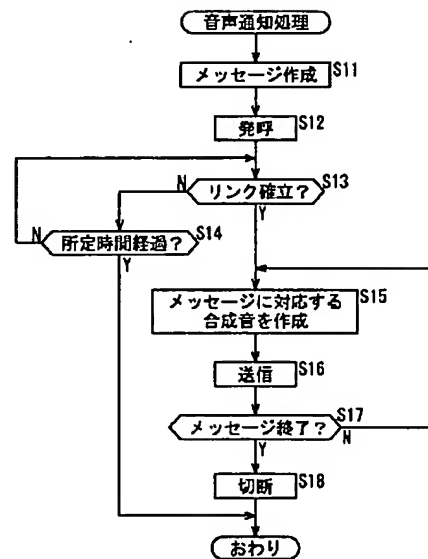 音声通知処理
メッセージ作成 S11
発呼 S12
リンク確立? S13
N
Y
所定時間経過? S14
N
Y
メッセージに対応する
合成音を作成 S15
送信 S16
メッセージ終了? S17
N
Y
切断 S18
おわり